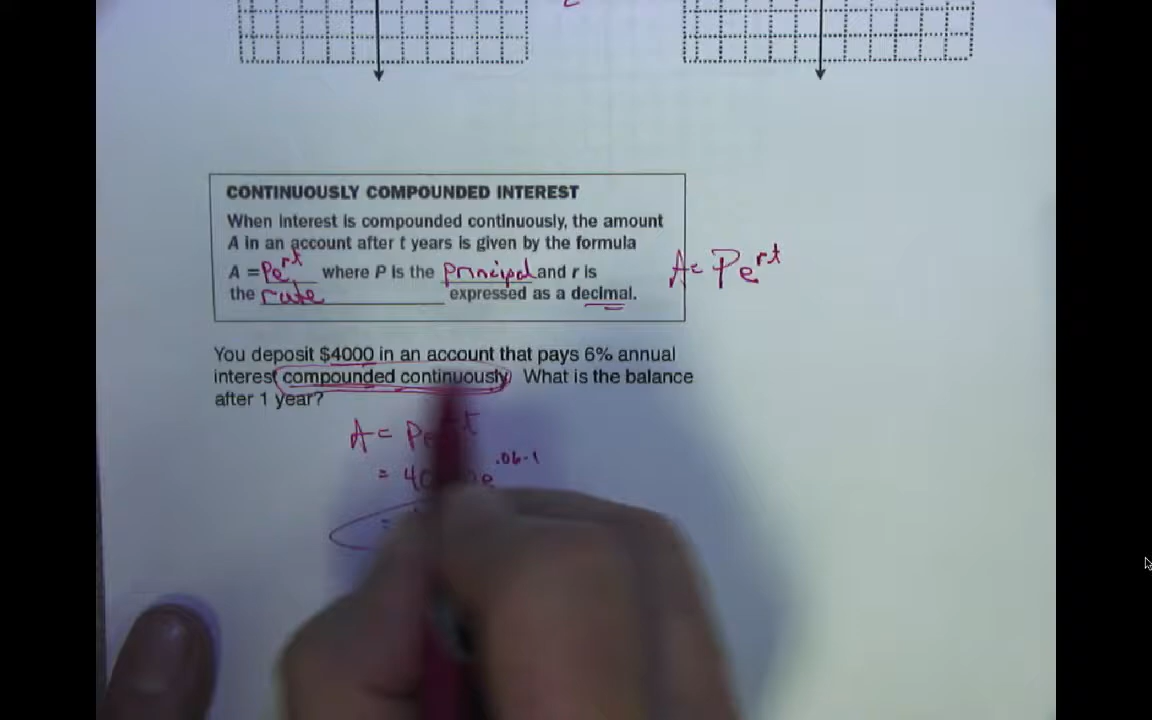 CONTINUOUSLY COMPOUNDED INTEREST
When interest is compounded continuously, the amount
A in an account after t years is given by the formula
A = Pe^rt where P is the principal and r is
the rate expressed as a decimal.
A = Pe^rt
You deposit $4000 in an account that pays 6% annual
interest compounded continuously. What is the balance
after 1 year?
A = Pe
= e^.06·1